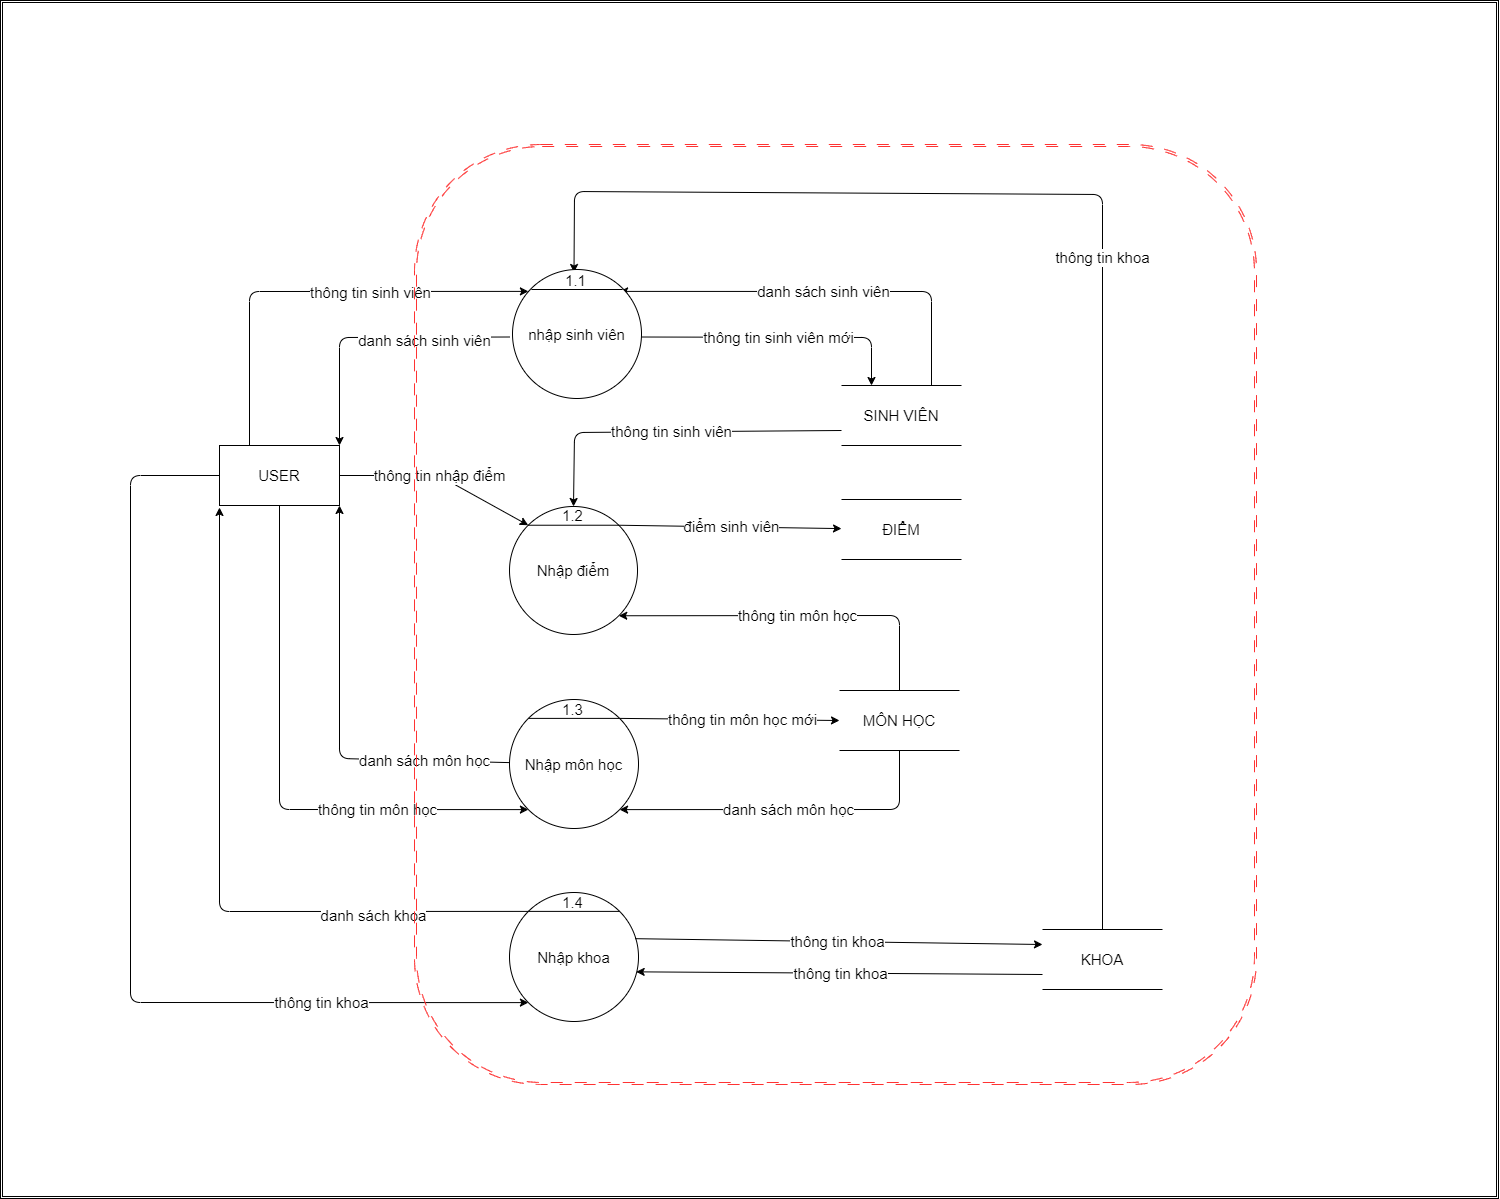 thông tin khoa
1.1
thông tin sinh viên
danh sách sinh viên
nhập sinh viên
danh sách sinh viên
thông tin sinh viên mới
SINH VIÊN
thông tin sinh viên
USER
thông tin nhập điểm
1.2
điểm sinh viên
ĐIỂM
Nhập điểm
thông tin môn học
1.3
thông tin môn học mới
MÔN HỌC
danh sách môn học
Nhập môn học
thông tin môn học
danh sách môn học
1.4
danh sách khoa
thông tin khoa
Nhập khoa
KHOA
thông tin khoa
thông tin khoa